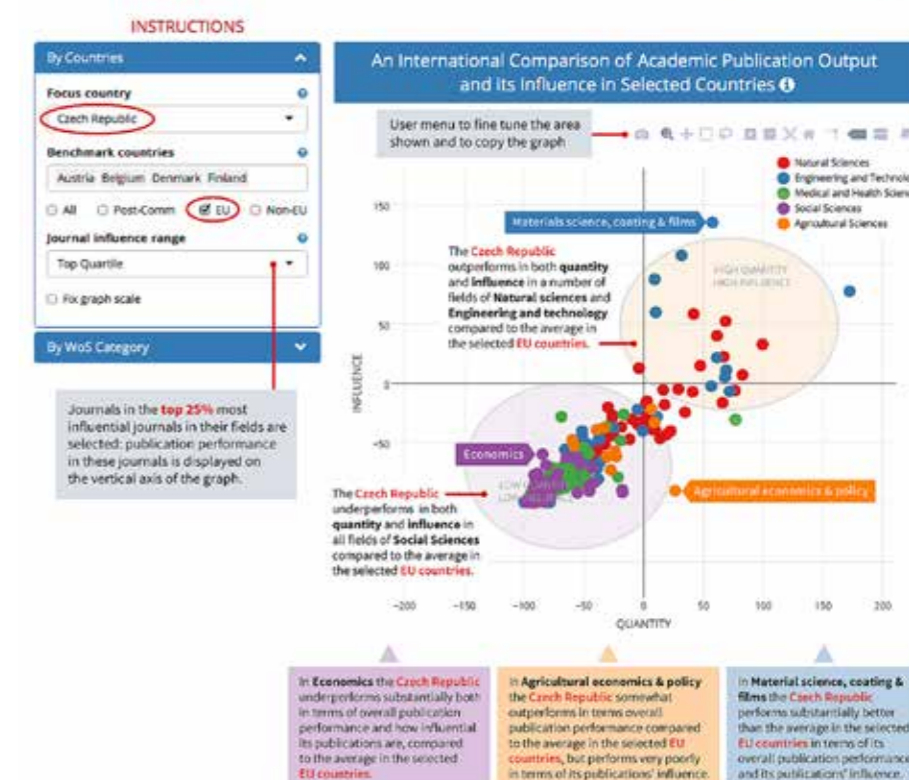 INSTRUCTIONS
By Countries
Focus country
Czech Republic
Benchmark countries
Austria Belgium Denmark Finland
All Post-Comm EU Non-EU
Journal influence range
Top Quartile
Fix graph scale
By WoS Category
Journals in the top 25% most
influential journals in their fields are
selected: publication performance
in these journals is displayed on
the vertical axis of the graph.
An International Comparison of Academic Publication Output
and its Influence in Selected Countries
User menu to fine tune the area
shown and to copy the graph
Natural Sciences
Engineering and Technolo
Medical and Health Scien
Social Sciences
Agricultural Sciences
Materials science, coating & films
The Czech Republic
outperforms in both quantity
and influence in a number of
fields of Natural sciences and
Engineering and technology
compared to the average in
the selected EU countries.
HIGH QUANTITY
HIGH INFLUENCE
150
100
50
0
−50
INFLUENCE
Economics
LOW
LOW
Agricultural economics & policy
The Czech Republic
underperforms in both
quantity and influence in
all fields of Social Sciences
compared to the average in
the selected EU countries.
−200 −150 −100 −50 0 50 100 150 200
QUANTITY
In Economics the Czech Republic
underperforms substantially both
in terms of overall publication
performance and how influential
its publications are, compared
to the average in the selected
EU countries.
In Agricultural economics & policy
the Czech Republic somewhat
outperforms in terms overall
publication performance compared
to the average in the selected EU
countries, but performs very poorly
in terms of its publications' influence
In Material science, coating &
films the Czech Republic
performs substantially better
than the average in the selected
EU countries in terms of its
overall publication performance
and its publications' influence